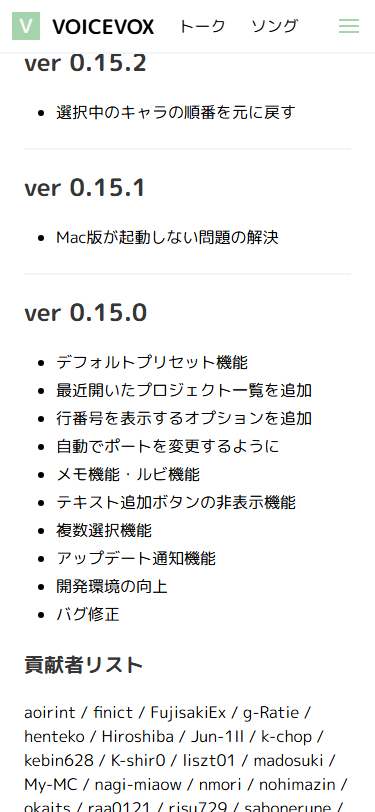 V VOICEVOX トーク ソング
ver 0.15.2
選択中のキャラの順番を元に戻す
ver 0.15.1
Mac版が起動しない問題の解決
ver 0.15.0
デフォルトプリセット機能
最近開いたプロジェクト一覧を追加
行番号を表示するオプションを追加
自動でポートを変更するように
メモ機能・ルビ機能
テキスト追加ボタンの非表示機能
複数選択機能
アップデート通知機能
開発環境の向上
バグ修正
貢献者リスト
aoirint / finict / FujisakiEx / g-Ratie /
henteko / Hiroshiba / Jun-1II / k-chop /
kebin628 / K-shir0 / liszt01 / madosuki /
My-MC / nagi-miaow / nmori / nohimazin /
okaits / raa0121 / risu729 / sabonerune /